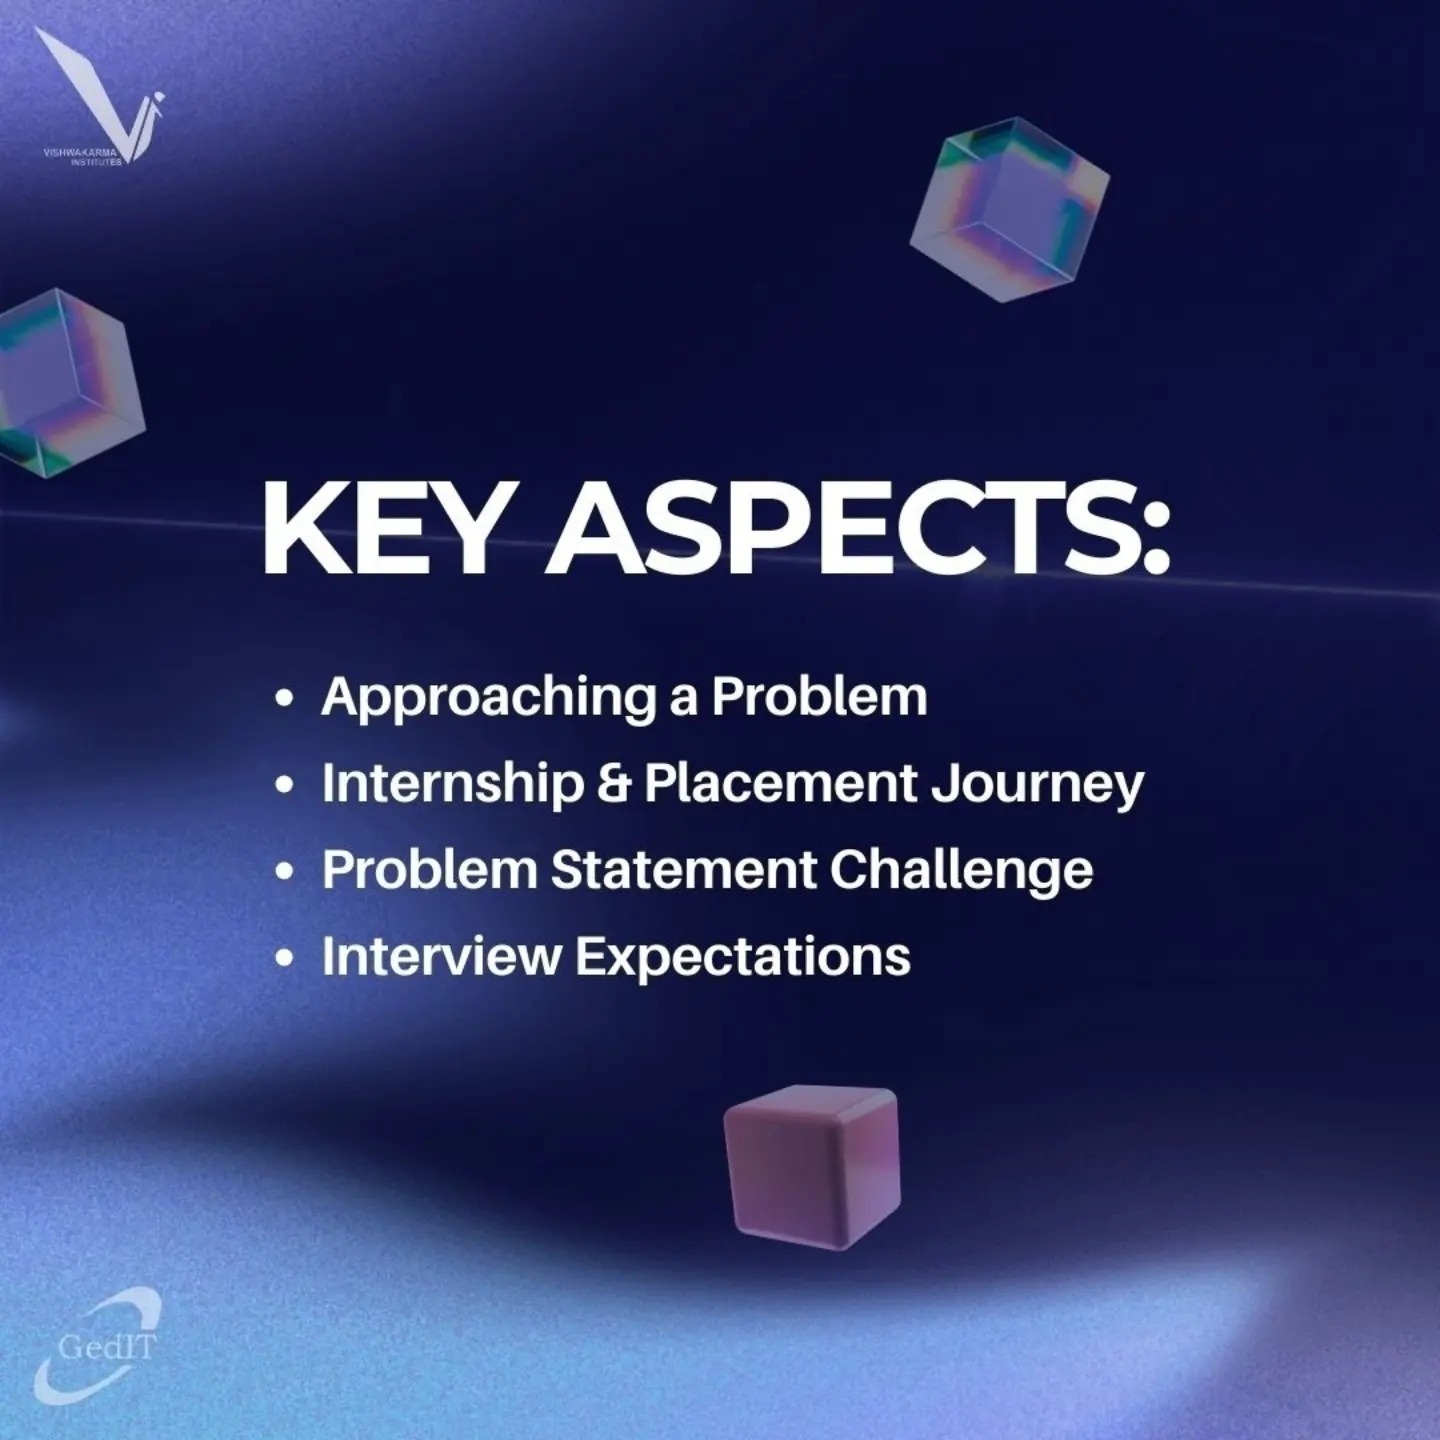 VISHWAKARMA
INSTITUTES
KEY ASPECTS:
• Approaching a Problem
• Internship & Placement Journey
• Problem Statement Challenge
• Interview Expectations
GedIT